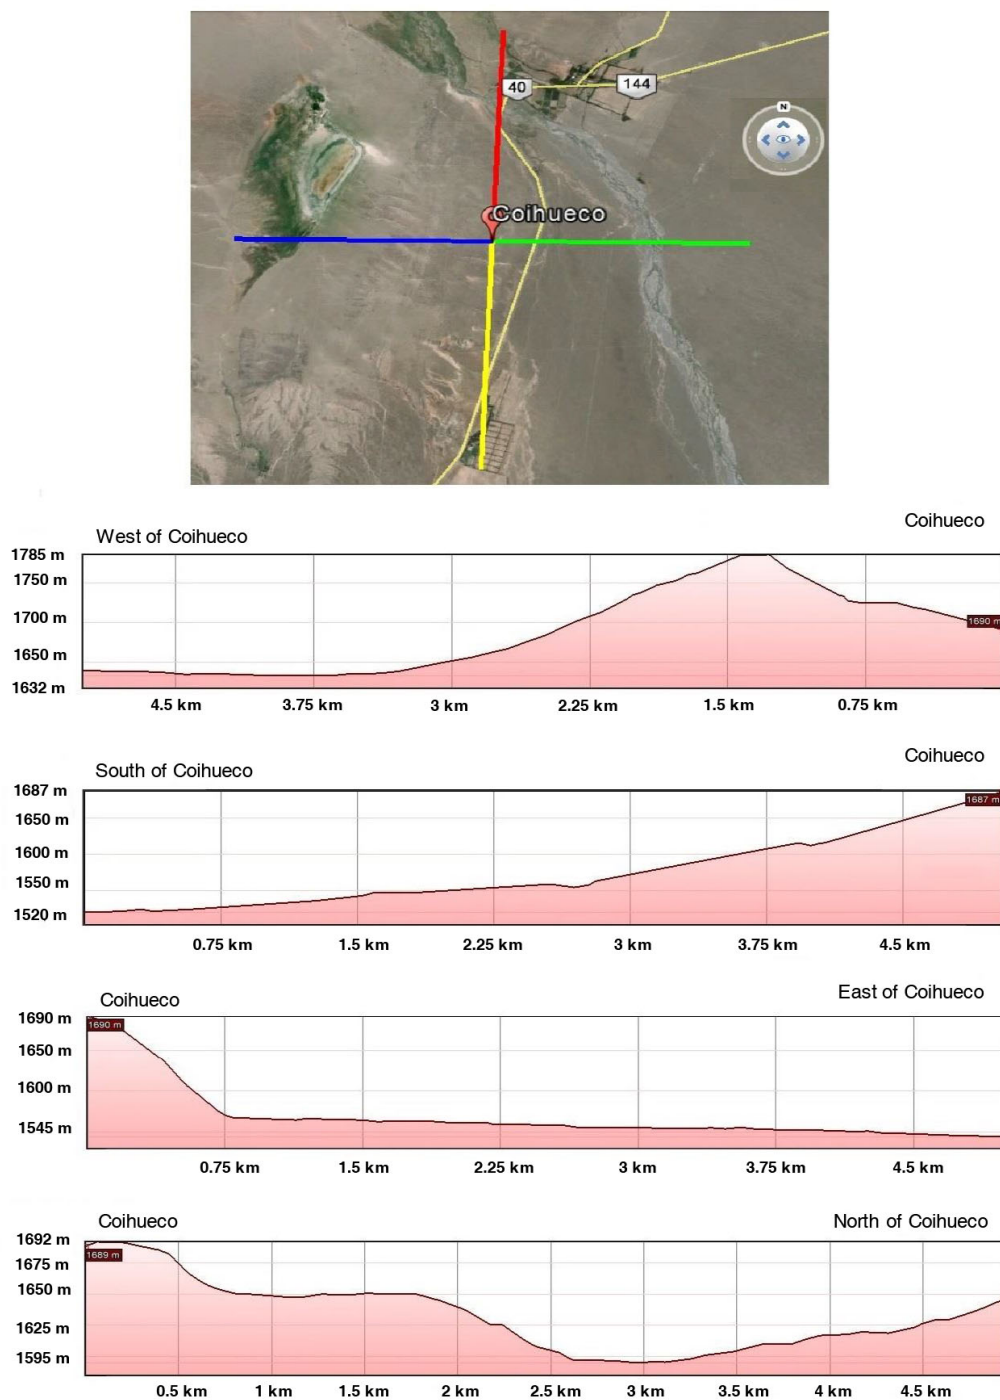 N
40
144
Coihueco
West of Coihueco
Coihueco
1785 m
1750 m
1700 m
1650 m
1632 m
1690 m
4.5 km
3.75 km
3 km
2.25 km
1.5 km
0.75 km
South of Coihueco
Coihueco
1687 m
1650 m
1600 m
1550 m
1520 m
1687 m
0.75 km
1.5 km
2.25 km
3 km
3.75 km
4.5 km
Coihueco
East of Coihueco
1690 m
1650 m
1600 m
1545 m
1690 m
0.75 km
1.5 km
2.25 km
3 km
3.75 km
4.5 km
Coihueco
North of Coihueco
1692 m
1675 m
1650 m
1625 m
1595 m
1689 m
0.5 km
1 km
1.5 km
2 km
2.5 km
3 km
3.5 km
4 km
4.5 km